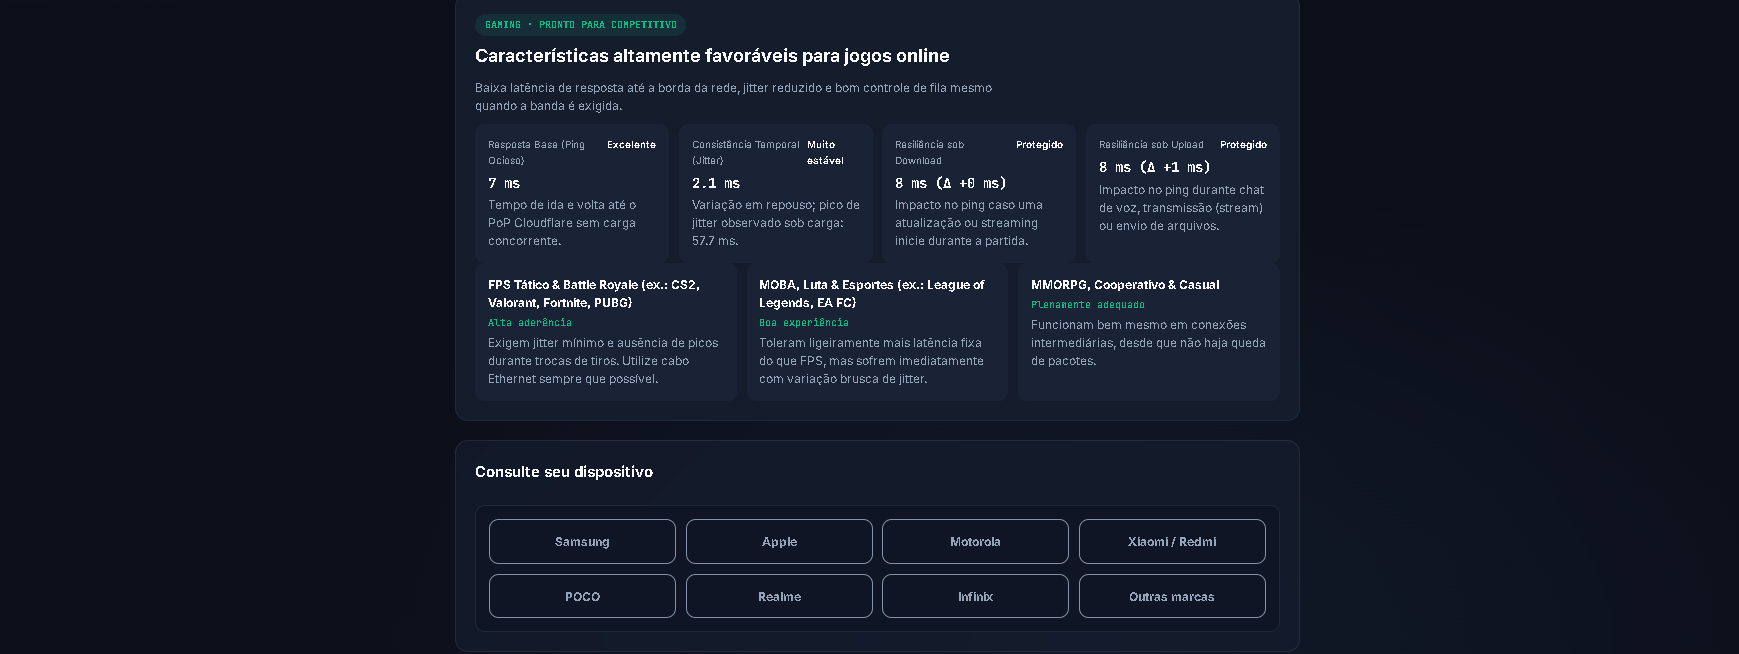 GAMING · PRONTO PARA COMPETITIVO
Características altamente favoráveis para jogos online
Baixa latência de resposta até a borda da rede, jitter reduzido e bom controle de fila mesmo
quando a banda é exigida.
Resposta Base (Ping
Ocioso)
Excelente
7 ms
Tempo de ida e volta até o
PoP Cloudflare sem carga
concorrente.
Consistência Temporal
(Jitter)
Muito
estável
2.1 ms
Variação em repouso; pico de
jitter observado sob carga:
57.7 ms.
Resiliência sob
Download
Protegido
8 ms (Δ +0 ms)
Impacto no ping caso uma
atualização ou streaming
inicie durante a partida.
Resiliência sob Upload
Protegido
8 ms (Δ +1 ms)
Impacto no ping durante chat
de voz, transmissão (stream)
ou envio de arquivos.
FPS Tático & Battle Royale (ex.: CS2,
Valorant, Fortnite, PUBG)
Alta aderência
Exigem jitter mínimo e ausência de picos
durante trocas de tiros. Utilize cabo
Ethernet sempre que possível.
MOBA, Luta & Esportes (ex.: League of
Legends, EA FC)
Boa experiência
Toleram ligeiramente mais latência fixa
do que FPS, mas sofrem imediatamente
com variação brusca de jitter.
MMORPG, Cooperativo & Casual
Plenamente adequado
Funcionam bem mesmo em conexões
intermediárias, desde que não haja queda
de pacotes.
Consulte seu dispositivo
Samsung
Apple
Motorola
Xiaomi / Redmi
POCO
Realme
Infinix
Outras marcas